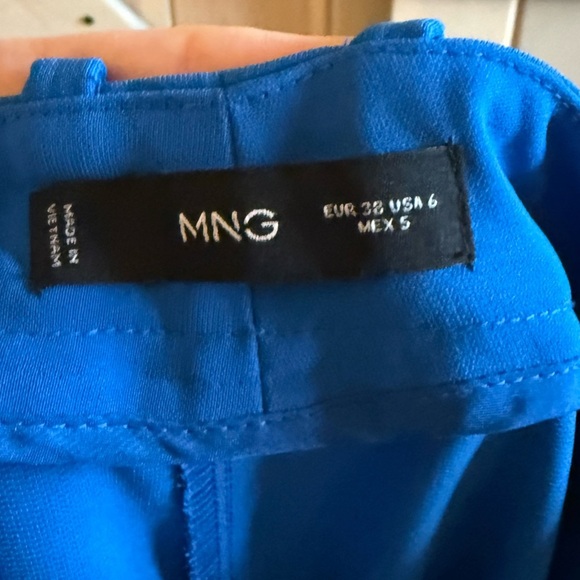 MADE IN
VIETNAM
MNG
EUR 38 USA 6
MEX 5